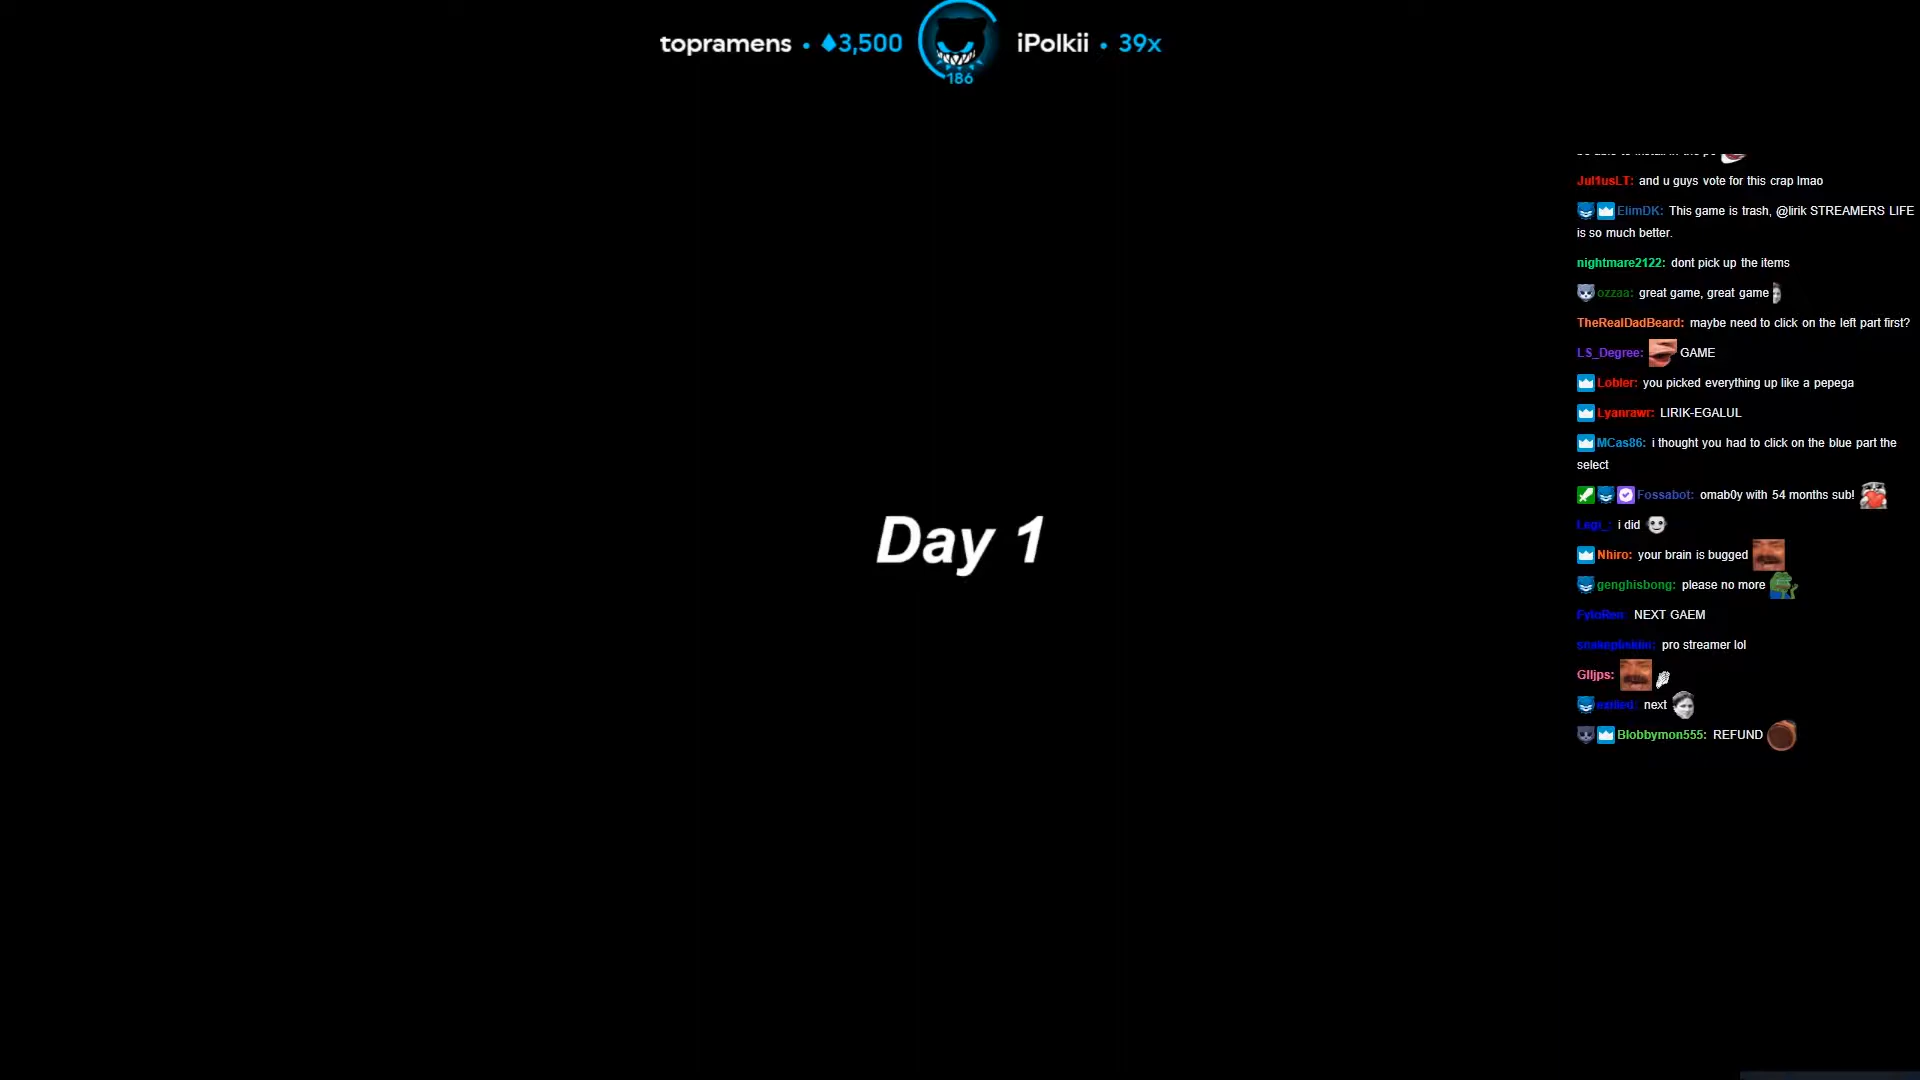 topramens • 3,500
186
iPolkii • 39x
Jul1usLT: and u guys vote for this crap lmao
ElimDK: This game is trash, @lirik STREAMERS LIFE
is so much better.
nightmare2122: dont pick up the items
ozzaa: great game, great game
TheRealDadBeard: maybe need to click on the left part first?
LS_Degree: GAME
Lobler: you picked everything up like a pepega
Lyanrawr: LIRIK-EGALUL
MCas86: i thought you had to click on the blue part the
select
Fossabot: omab0y with 54 months sub!
Day 1
Legi_: i did
Nhiro: your brain is bugged
genghisbong: please no more
NEXT GAEM
pro streamer lol
Glljps:
next
Blobbymon555: REFUND